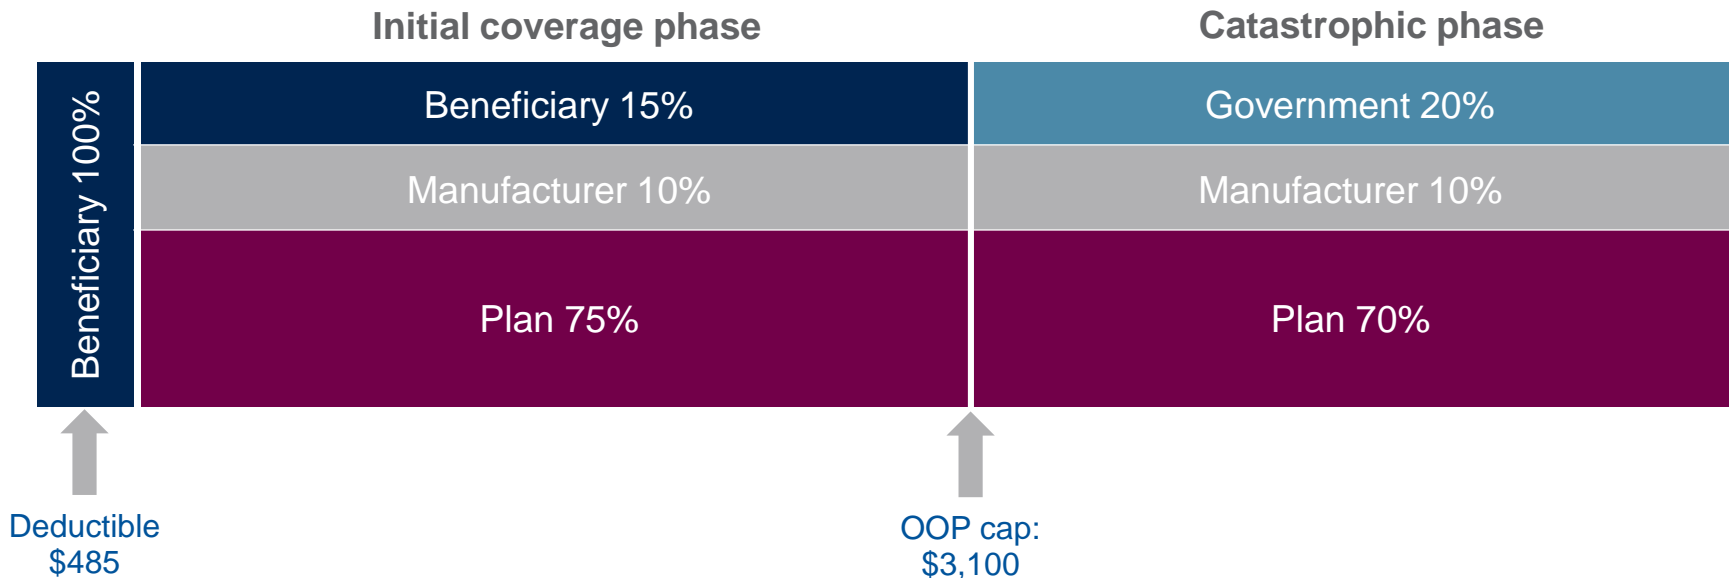 Initial coverage phase
Catastrophic phase
Beneficiary 100%
Beneficiary 15%
Government 20%
Manufacturer 10%
Manufacturer 10%
Plan 75%
Plan 70%
Deductible
$485
OOP cap:
$3,100